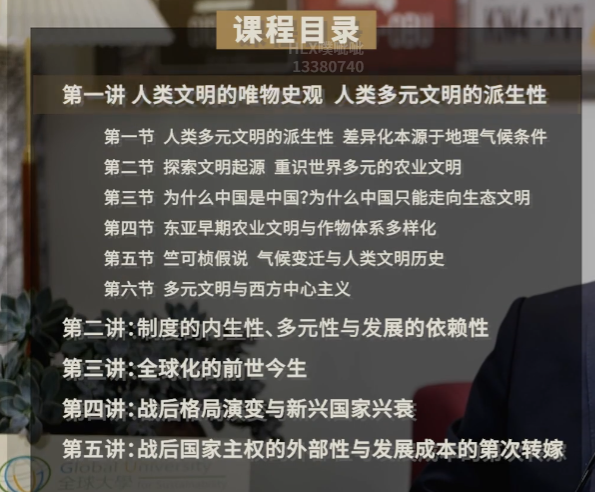 课程目录
13380740
第一讲 人类文明的唯物史观 人类多元文明的派生性
第一节 人类多元文明的派生性 差异化本源于地理气候条件
第二节 探索文明起源 重识世界多元的农业文明
第三节 为什么中国是中国?为什么中国只能走向生态文明
第四节 东亚早期农业文明与作物体系多样化
第五节 竺可桢假说 气候变迁与人类文明历史
第六节 多元文明与西方中心主义
第二讲:制度的内生性、多元性与发展的依赖性
第三讲:全球化的前世今生
第四讲:战后格局演变与新兴国家兴衰
第五讲:战后国家主权的外部性与发展成本的第次转嫁
Global University
全球大學